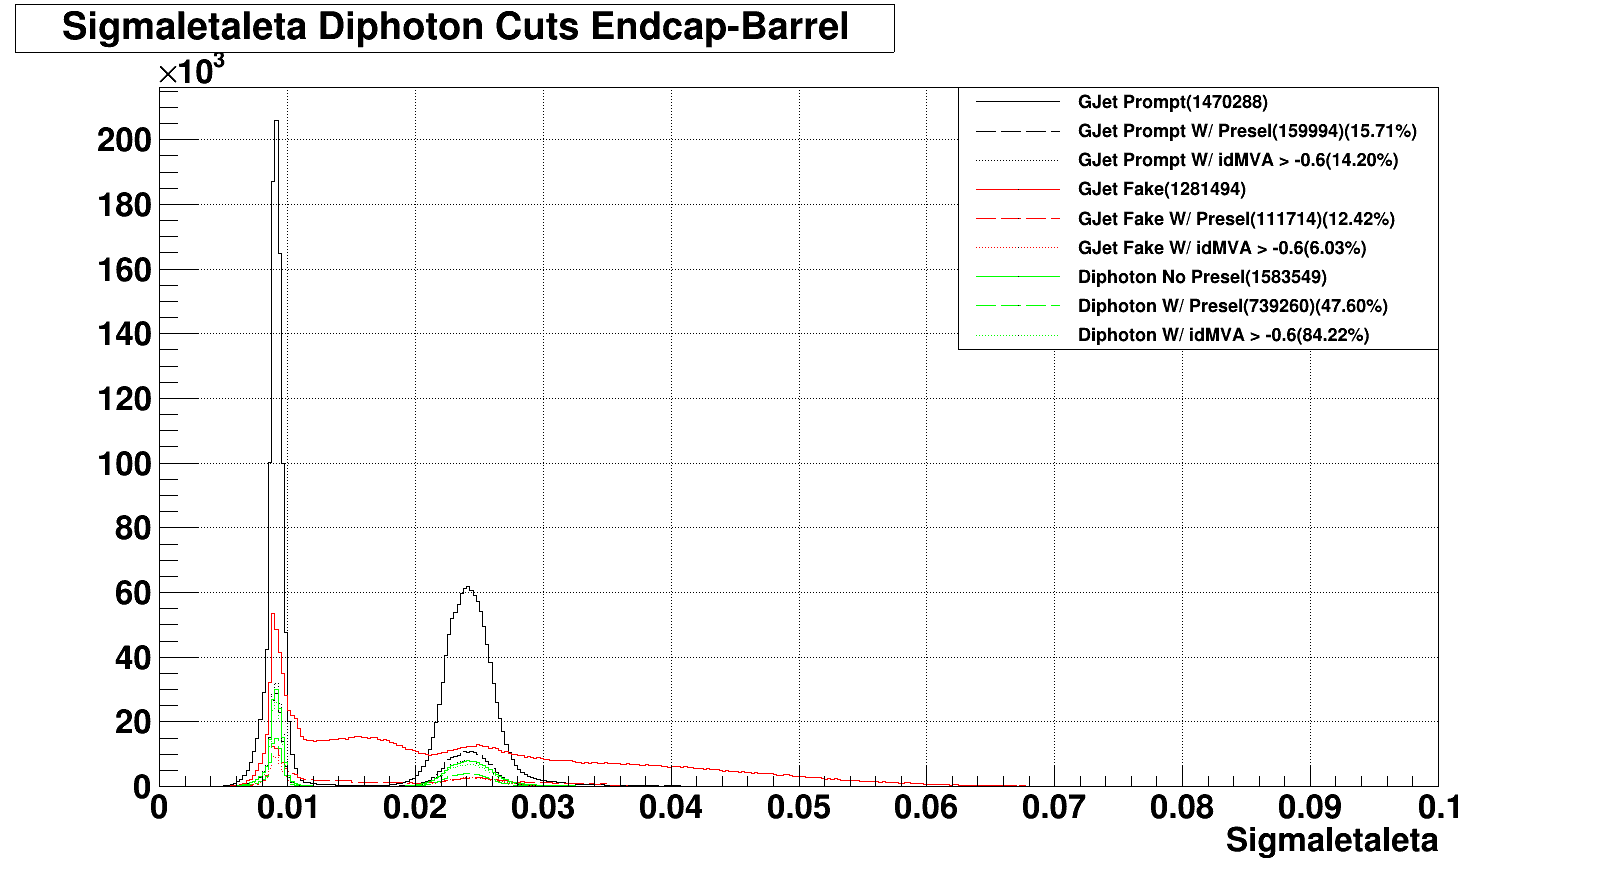 Sigmaletaleta Diphoton Cuts Endcap-Barrel
×10³
GJet Prompt(1470288)
GJet Prompt W/ Presel(159994)(15.71%)
GJet Prompt W/ idMVA > -0.6(14.20%)
GJet Fake(1281494)
GJet Fake W/ Presel(111714)(12.42%)
GJet Fake W/ idMVA > -0.6(6.03%)
Diphoton No Presel(1583549)
Diphoton W/ Presel(739260)(47.60%)
Diphoton W/ idMVA > -0.6(84.22%)
200
180
160
140
120
100
80
60
40
20
0
0 0.01 0.02 0.03 0.04 0.05 0.06 0.07 0.08 0.09 0.1
Sigmaletaleta